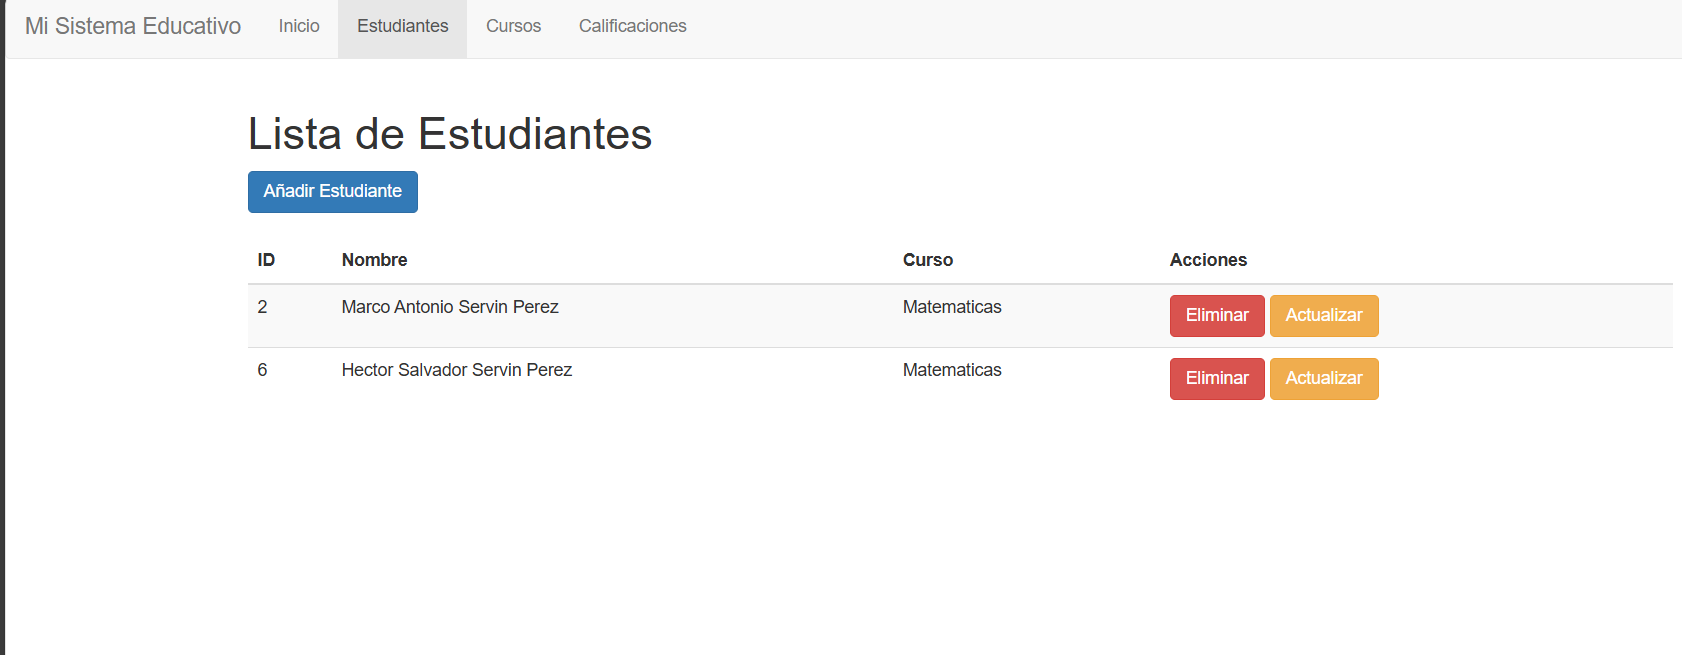 Mi Sistema Educativo Inicio Estudiantes Cursos Calificaciones
Lista de Estudiantes
Añadir Estudiante
ID Nombre Curso Acciones
2 Marco Antonio Servin Perez Matematicas Eliminar Actualizar
6 Hector Salvador Servin Perez Matematicas Eliminar Actualizar